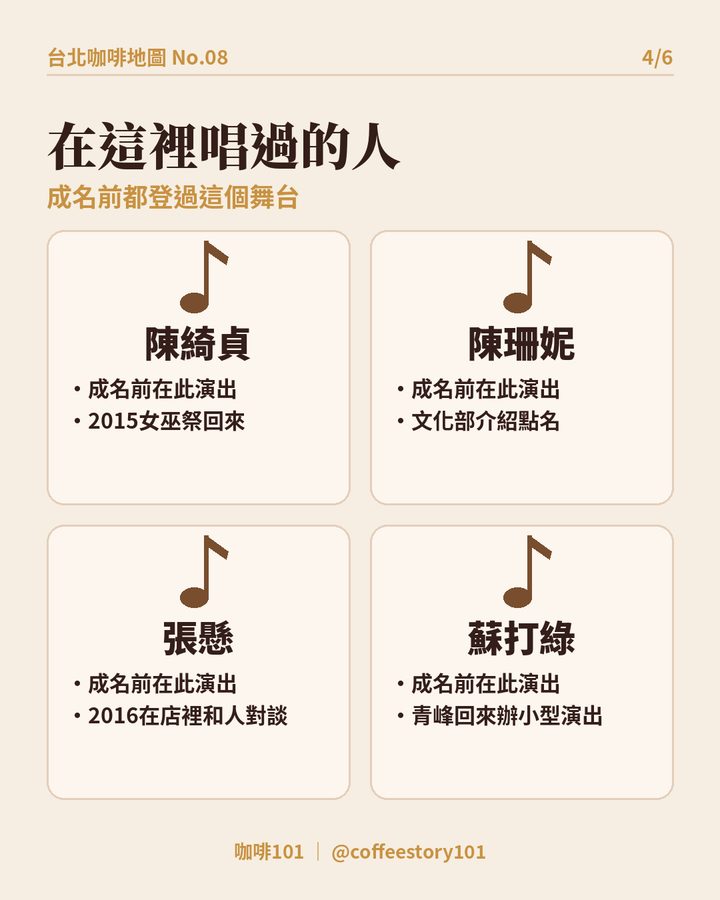 台北咖啡地圖 No.08
4/6
在這裡唱過的人
成名前都登過這個舞台
陳綺貞
・成名前在此演出
・2015女巫祭回來
陳珊妮
・成名前在此演出
・文化部介紹點名
張懸
・成名前在此演出
・2016在店裡和人對談
蘇打綠
・成名前在此演出
・青峰回來辦小型演出
咖啡101｜@coffeestory101